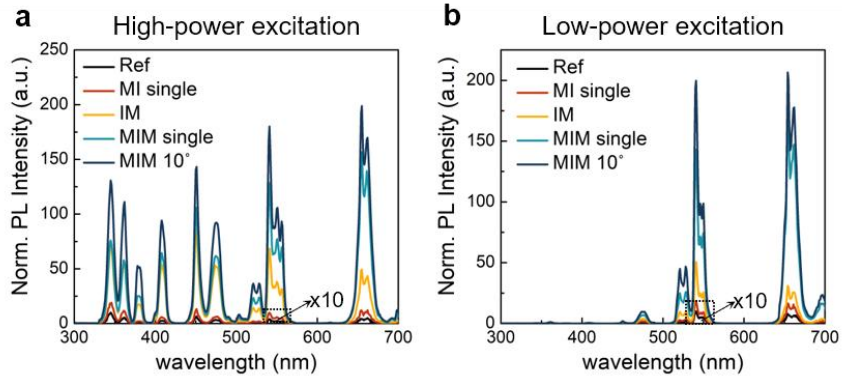 a
High-power excitation
Norm. PL Intensity (a.u.)
250
200
150
100
50
0
Ref
MI single
IM
MIM single
MIM 10°
x10
300 400 500 600 700
wavelength (nm)
b
Low-power excitation
Norm. PL Intensity (a.u.)
200
150
100
50
0
Ref
MI single
IM
MIM single
MIM 10°
x10
300 400 500 600 700
wavelength (nm)